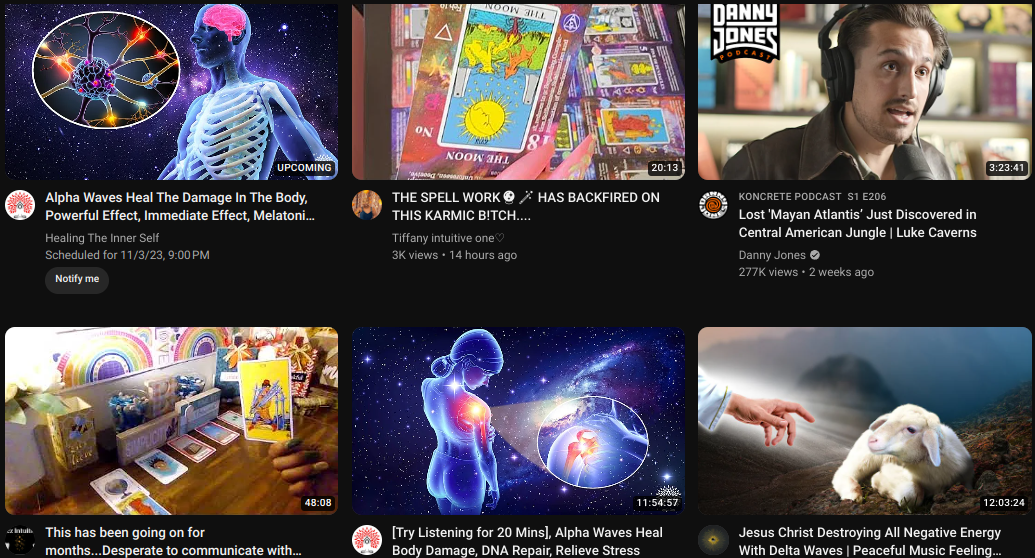 UPCOMING
Alpha Waves Heal The Damage In The Body,
Powerful Effect, Immediate Effect, Melatoni...
Healing The Inner Self
Scheduled for 11/3/23, 9:00 PM
Notify me
THE MOON
No
THE MOON
20:13
THE SPELL WORK 💀🪄 HAS BACKFIRED ON
THIS KARMIC B!TCH....
Tiffany intuitive one♡
3K views • 14 hours ago
DANNY
JONES
PODCAST
3:23:41
KONCRETE PODCAST S1 E206
Lost 'Mayan Atlantis’ Just Discovered in
Central American Jungle | Luke Caverns
Danny Jones
277K views • 2 weeks ago
48:08
This has been going on for
months...Desperate to communicate with...
11:54:57
[Try Listening for 20 Mins], Alpha Waves Heal
Body Damage, DNA Repair, Relieve Stress
12:03:24
Jesus Christ Destroying All Negative Energy
With Delta Waves | Peaceful Music Feeling...